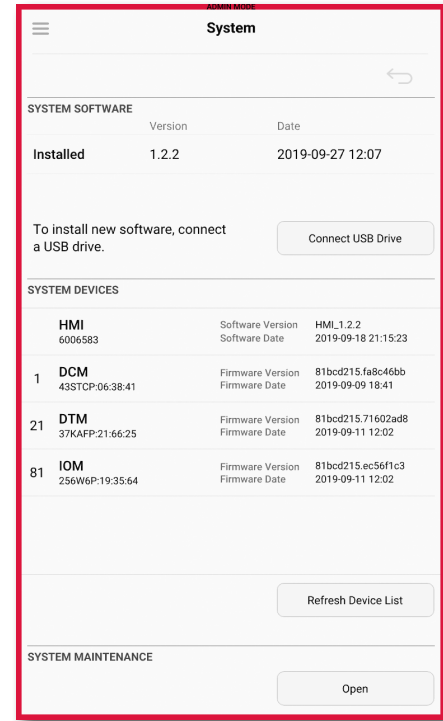 ADMIN MODE
System
SYSTEM SOFTWARE
Version Date
Installed 1.2.2 2019-09-27 12:07
To install new software, connect
a USB drive.
Connect USB Drive
SYSTEM DEVICES
HMI Software Version HMI_1.2.2
6006583 Software Date 2019-09-18 21:15:23
1 DCM Firmware Version 81bcd215.fa8c46bb
43STCP:06:38:41 Firmware Date 2019-09-09 18:41
21 DTM Firmware Version 81bcd215.71602ad8
37KAFP:21:66:25 Firmware Date 2019-09-11 12:02
81 IOM Firmware Version 81bcd215.ec56f1c3
256W6P:19:35:64 Firmware Date 2019-09-11 12:02
Refresh Device List
SYSTEM MAINTENANCE
Open